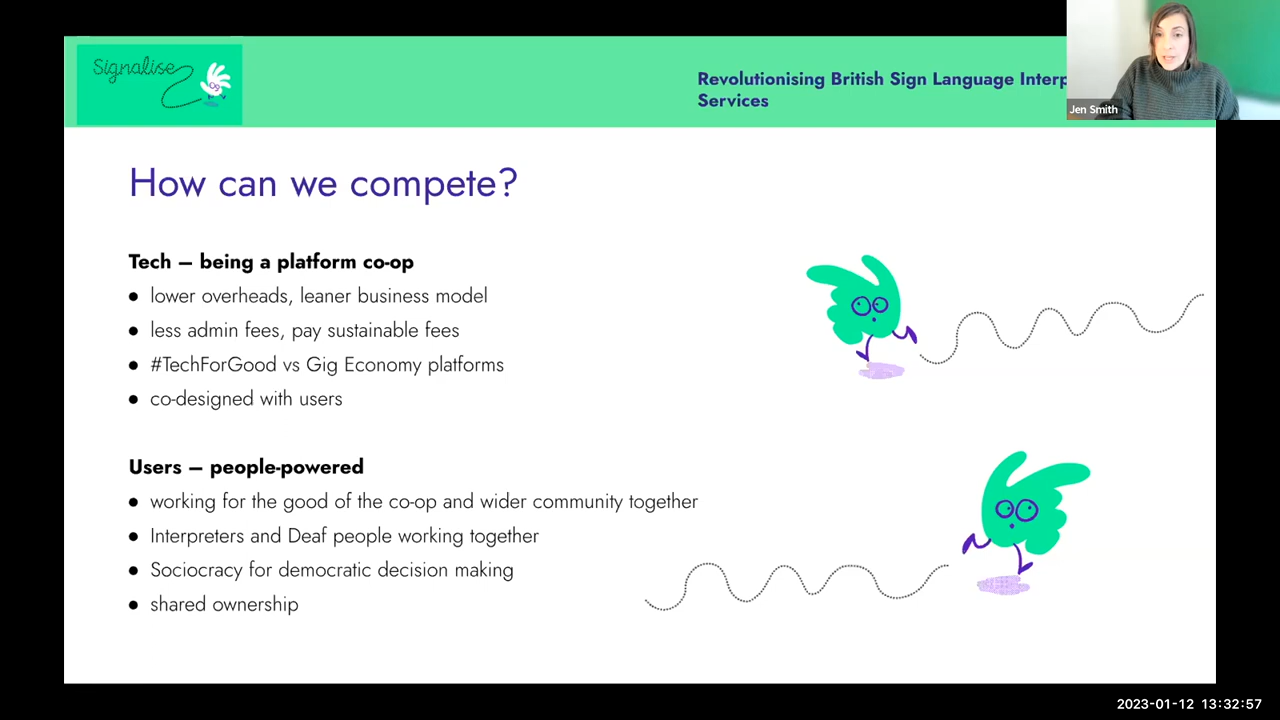 Signalise
Revolutionising British Sign Language Interp
Services
Jen Smith
How can we compete?
Tech – being a platform co-op
● lower overheads, leaner business model
● less admin fees, pay sustainable fees
● #TechForGood vs Gig Economy platforms
● co-designed with users
Users – people-powered
● working for the good of the co-op and wider community together
● Interpreters and Deaf people working together
● Sociocracy for democratic decision making
● shared ownership
2023-01-12 13:32:57